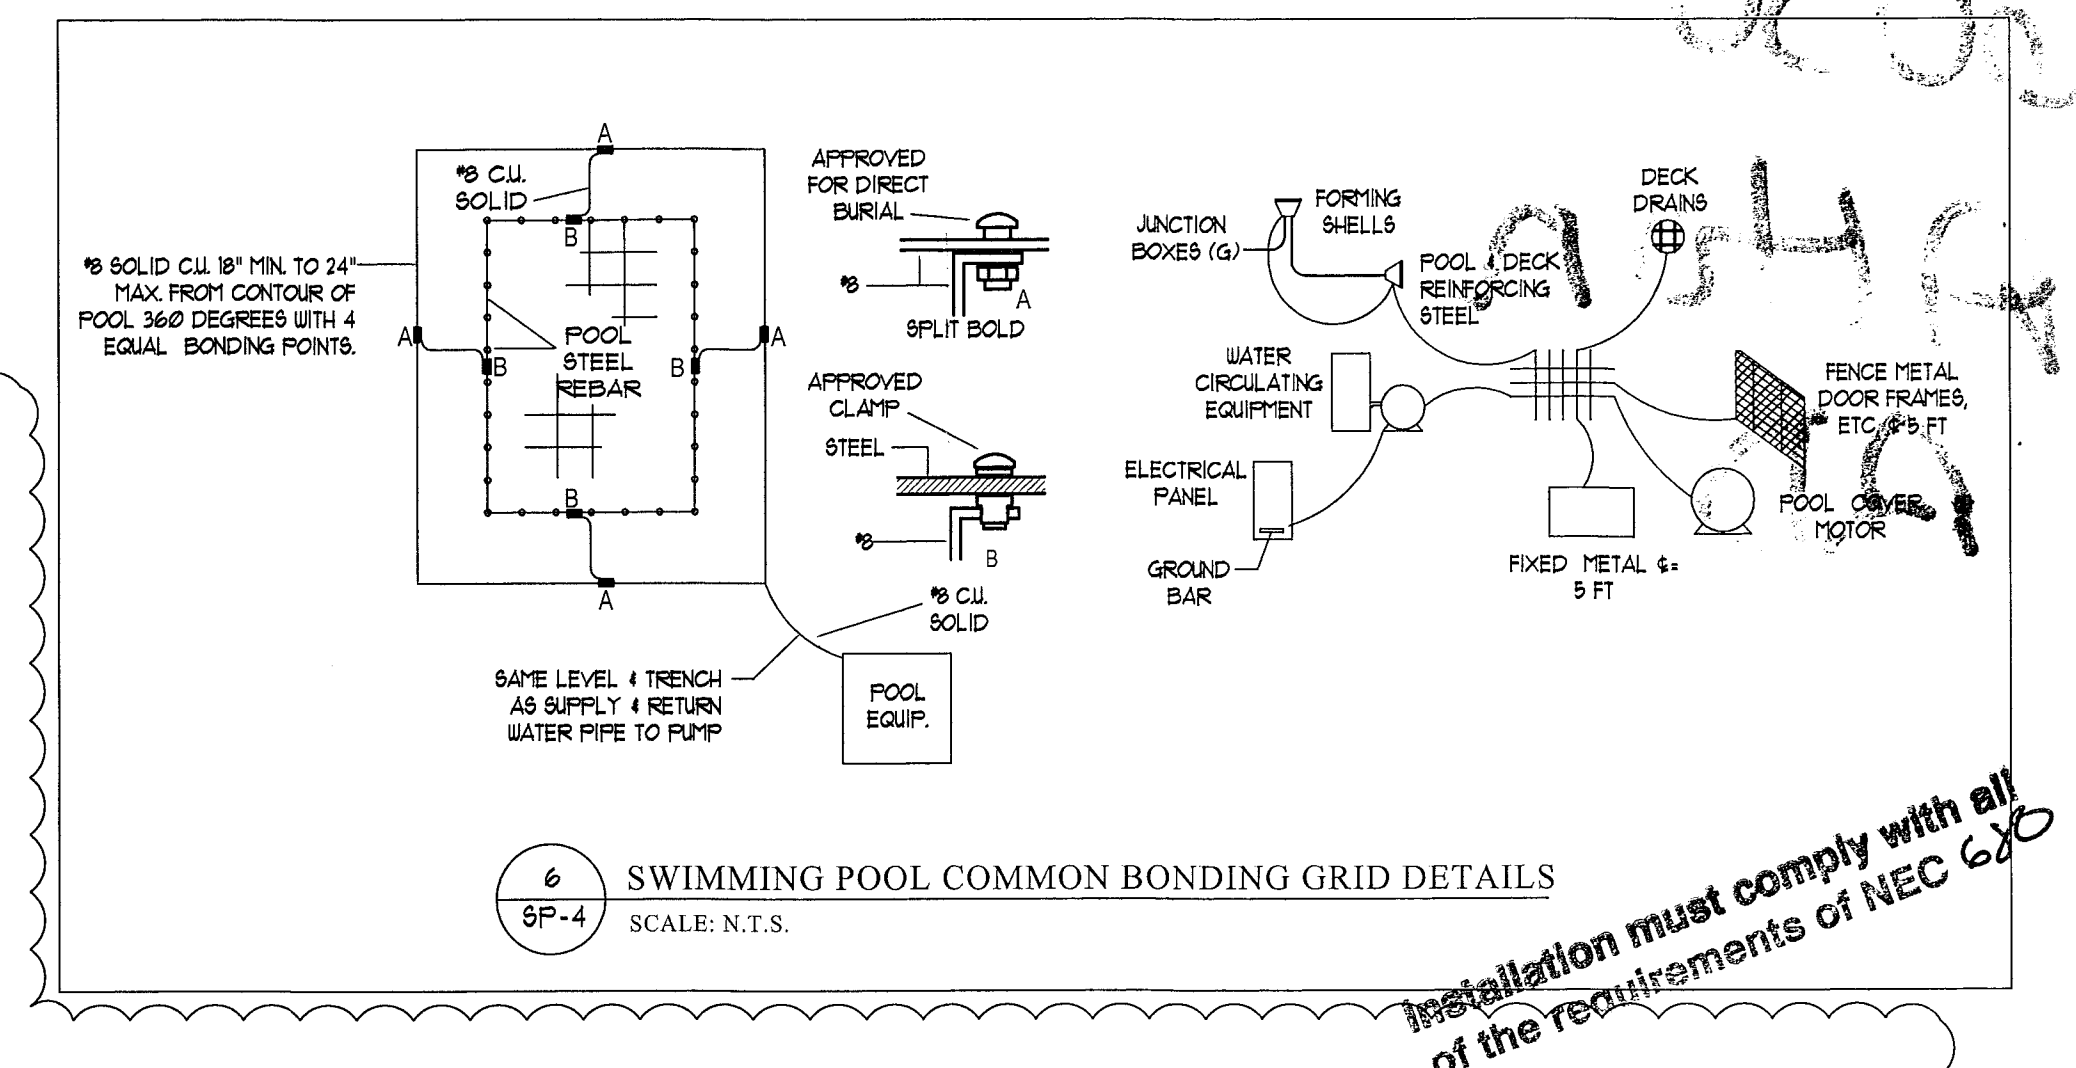 A
#8 C.U.
SOLID
B
#8 SOLID C.U. 18" MIN. TO 24"
MAX. FROM CONTOUR OF
POOL 360 DEGREES WITH 4
EQUAL BONDING POINTS.
A
B
POOL
STEEL
REBAR
B
A
B
A
APPROVED
FOR DIRECT
BURIAL
#8
A
SPLIT BOLD
APPROVED
CLAMP
STEEL
#8
B
#8 C.U.
SOLID
SAME LEVEL & TRENCH
AS SUPPLY & RETURN
WATER PIPE TO PUMP
POOL
EQUIP.
JUNCTION
BOXES (G)
FORMING
SHELLS
POOL & DECK
REINFORCING
STEEL
DECK
DRAINS
WATER
CIRCULATING
EQUIPMENT
ELECTRICAL
PANEL
GROUND
BAR
FENCE METAL
DOOR FRAMES,
ETC. ¢ 5 FT
POOL COVER
MOTOR
FIXED METAL ¢=
5 FT
6
SP-4
SWIMMING POOL COMMON BONDING GRID DETAILS
SCALE: N.T.S.
Installation must comply with all
of the requirements of NEC 680